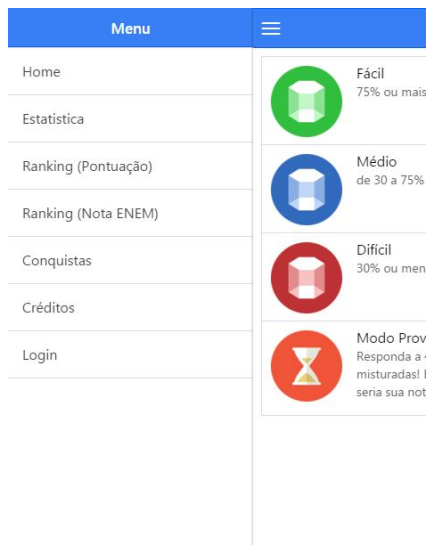 Menu
Home
Estatistica
Ranking (Pontuação)
Ranking (Nota ENEM)
Conquistas
Créditos
Login
Fácil
75% ou mais
Médio
de 30 a 75%
Difícil
30% ou men
Modo Prov
Responda a
misturadas!
seria sua not